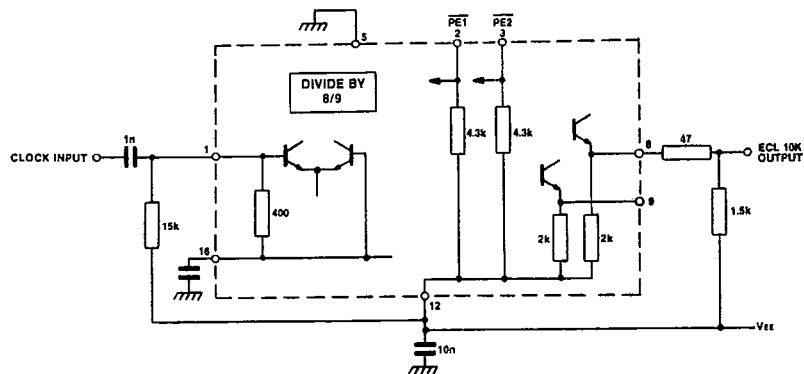 PE1 PE2
5 2 3
DIVIDE BY
8/9
1n
4.3k 4.3k
CLOCK INPUT 1
8 47 ECL 10K
OUTPUT
15k 400
9
1.5k
2k 2k
16
12
VEE
10n